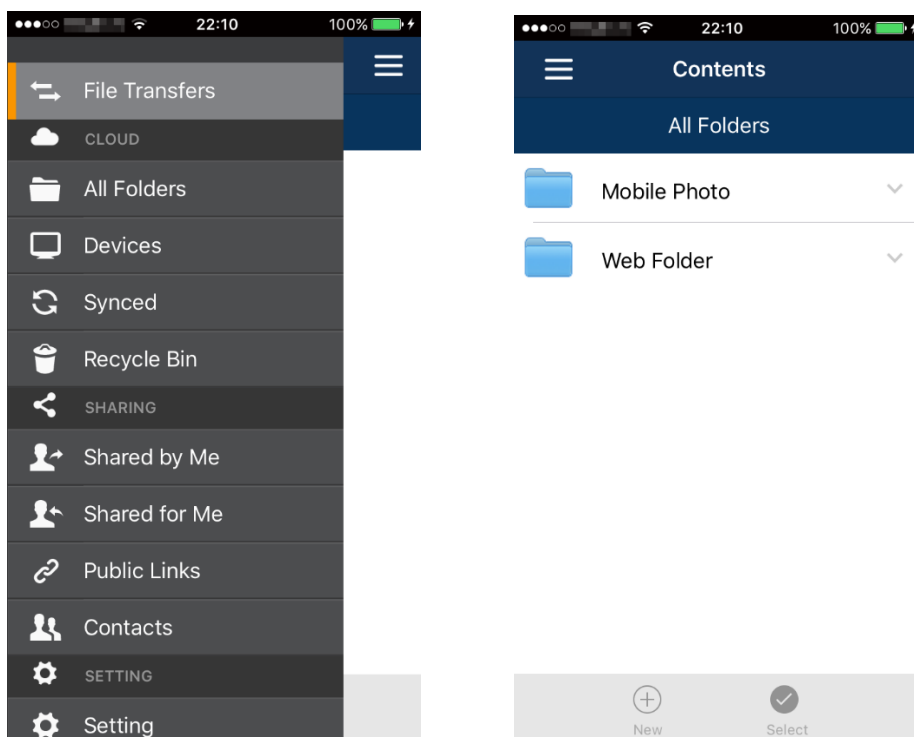 22:10 100%
File Transfers
CLOUD
All Folders
Devices
Synced
Recycle Bin
SHARING
Shared by Me
Shared for Me
Public Links
Contacts
SETTING
Setting
22:10 100%
Contents
All Folders
Mobile Photo
Web Folder
New Select